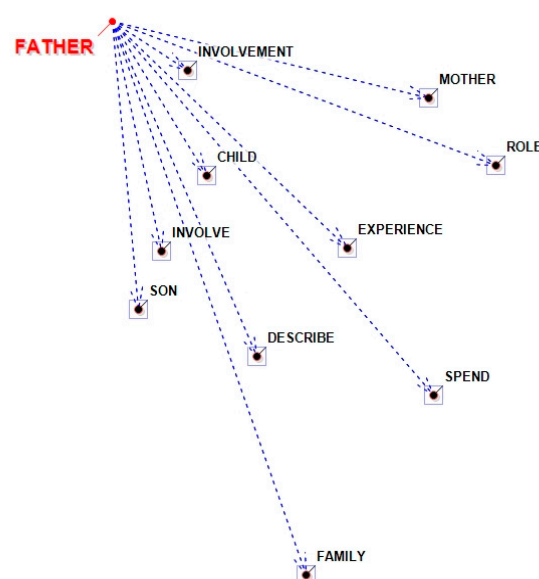 FATHER
INVOLVEMENT
MOTHER
ROLE
CHILD
EXPERIENCE
INVOLVE
SON
DESCRIBE
SPEND
FAMILY